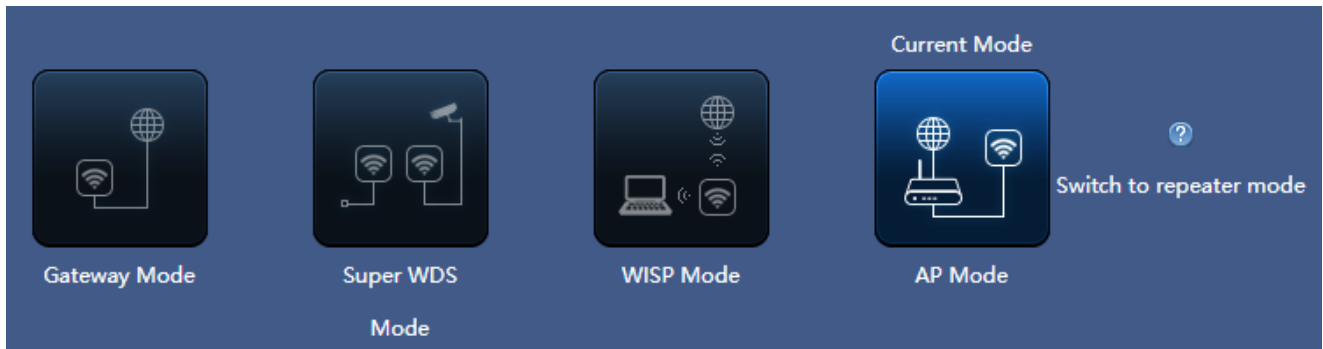 Current Mode
?
Switch to repeater mode
Gateway Mode
Super WDS
Mode
WISP Mode
AP Mode